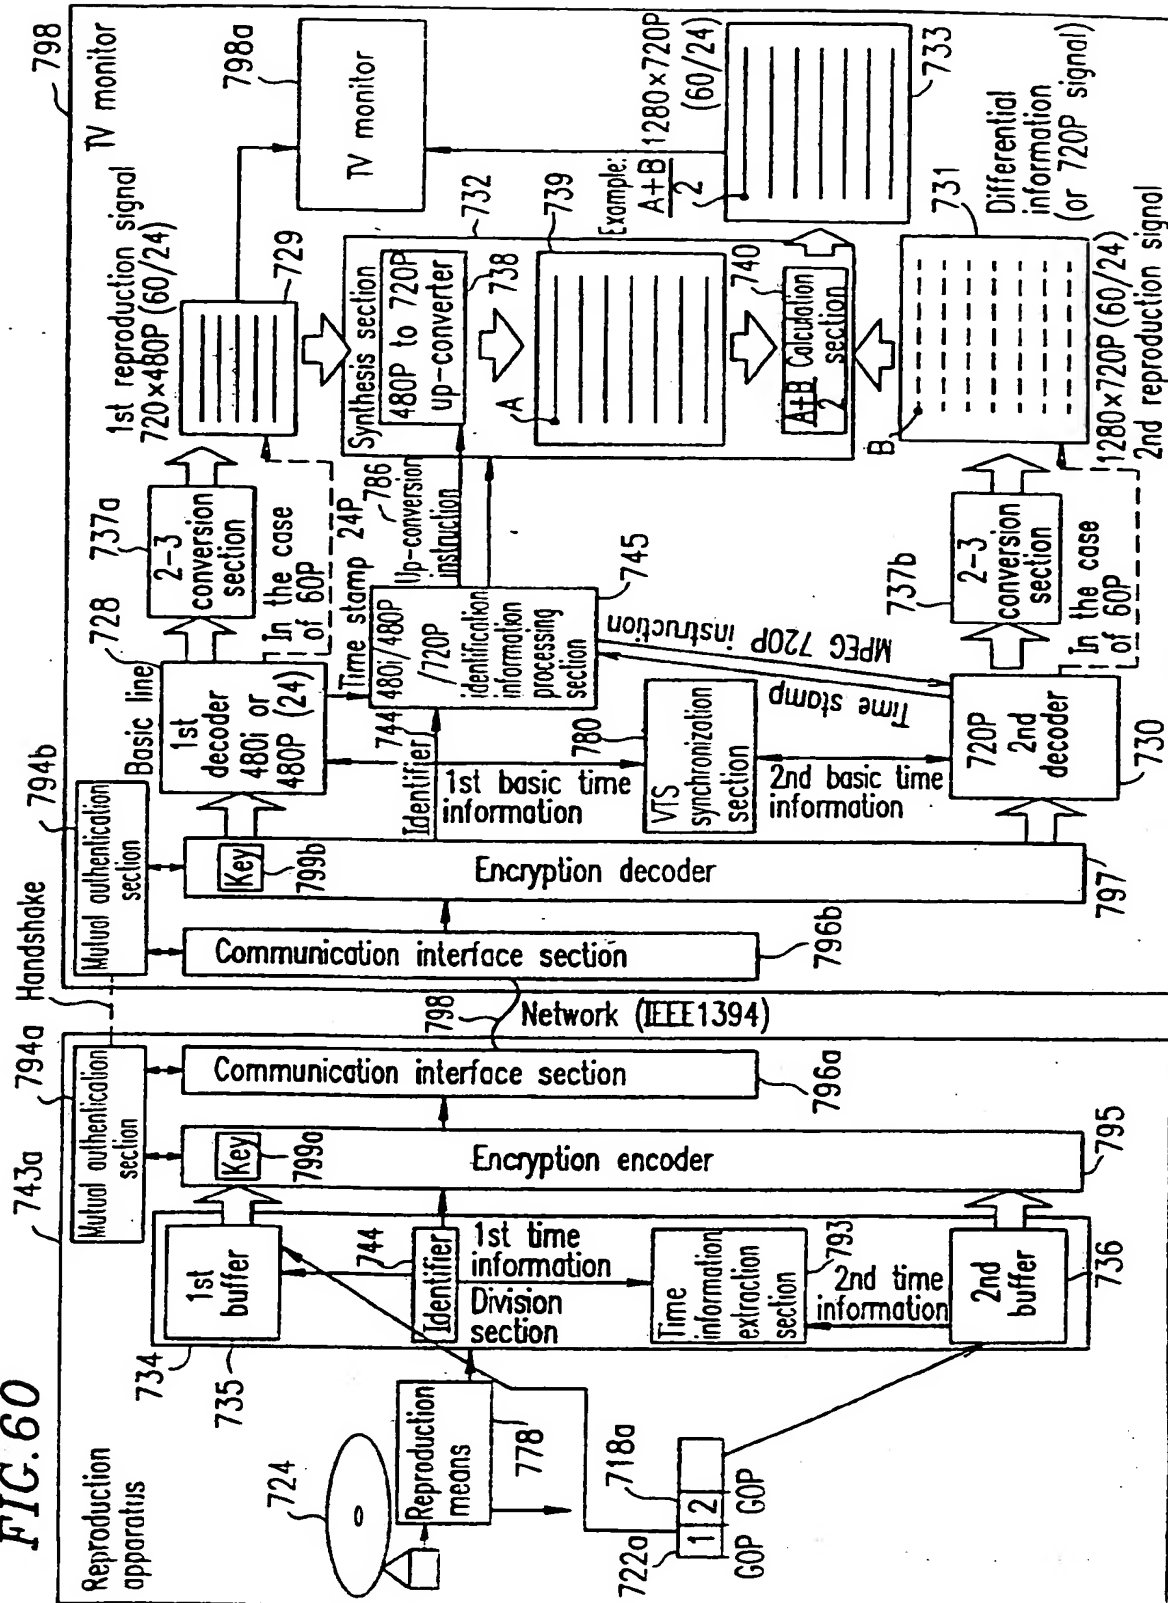 FIG.60
Reproduction
apparatus
743a
794a
Handshake
794b
798
TV monitor
Mutual authentication
section
Mutual authentication
section
724
Reproduction
means
778
722a
718a
1
2
GOP
GOP
734
735
1st
buffer
744
Identifier
1st time
information
Division
section
Time
information
extraction
section
793
2nd time
information
2nd
buffer
736
Key
799a
Encryption encoder
795
Communication interface section
796a
798
Network (IEEE1394)
Communication interface section
796b
Key
799b
Encryption decoder
797
Basic line
728
1st
decoder
480i or
480P (24)
737a
2-3
conversion
section
In the case
of 60P
1st reproduction signal
720×480P (60/24)
729
798a
TV monitor
744
Identifier
Time stamp
24P
480i/480P
/720P
identification
information
processing
section
745
786
Up-conversion
instruction
1st basic time
information
780
VTS
synchronization
section
2nd basic time
information
MPEG 720P instruction
Time stamp
720P
2nd
decoder
730
737b
2-3
conversion
section
In the case
of 60P
Synthesis section
732
480P to 720P
up-converter
738
739
A
740
A+B
2
Calculation
section
Example:
A+B
2
1280×720P
(60/24)
733
731
B
Differential
information
(or 720P signal)
1280×720P (60/24)
2nd reproduction signal